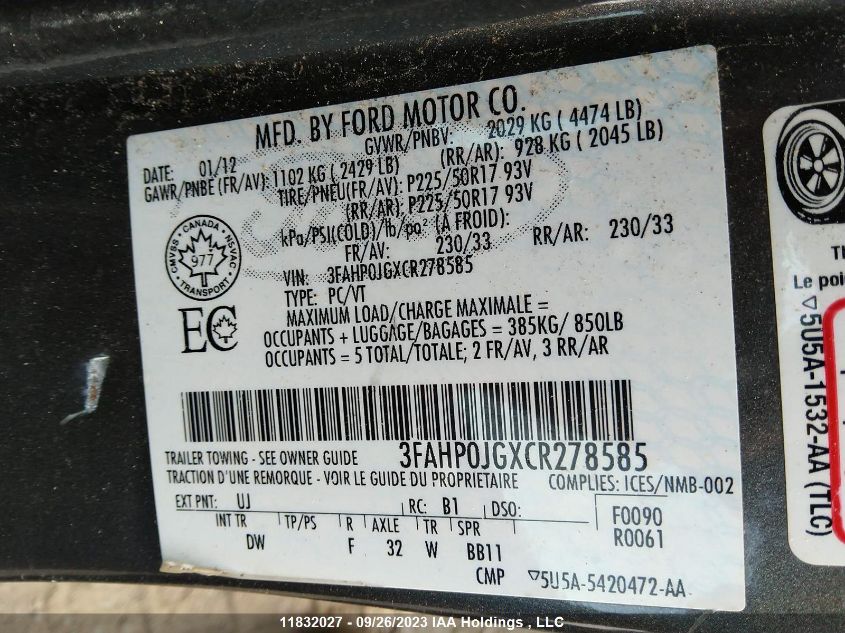 MFD. BY FORD MOTOR CO.
DATE: 01/12 GVWR/PNBV: 2029 KG ( 4474 LB)
GAWR/PNBE (FR/AV): 1102 KG ( 2429 LB) (RR/AR): 928 KG ( 2045 LB)
TIRE/PNEU(FR/AV): P225/50R17 93V
(RR/AR): P225/50R17 93V
kPa/PSI(COLD)/lb/po² (A FROID):
FR/AV: 230/33 RR/AR: 230/33
CANADA
CMVSS NSVAC
977
TRANSPORT
VIN: 3FAHP0JGXCR278585
TYPE: PC/VT
EC
MAXIMUM LOAD/CHARGE MAXIMALE =
OCCUPANTS + LUGGAGE/BAGAGES = 385KG/ 850LB
OCCUPANTS = 5 TOTAL/TOTALE; 2 FR/AV, 3 RR/AR
3FAHP0JGXCR278585
TRAILER TOWING - SEE OWNER GUIDE
TRACTION D'UNE REMORQUE - VOIR LE GUIDE DU PROPRIETAIRE
COMPLIES: ICES/NMB-002
EXT PNT: UJ RC: B1 DSO: F0090
INT TR TP/PS R AXLE TR SPR R0061
DW F 32 W BB11
CMP ▽5U5A-5420472-AA
Le poi
▽5U5A-1532-AA (TLC)
11832027 - 09/26/2023 IAA Holdings, LLC